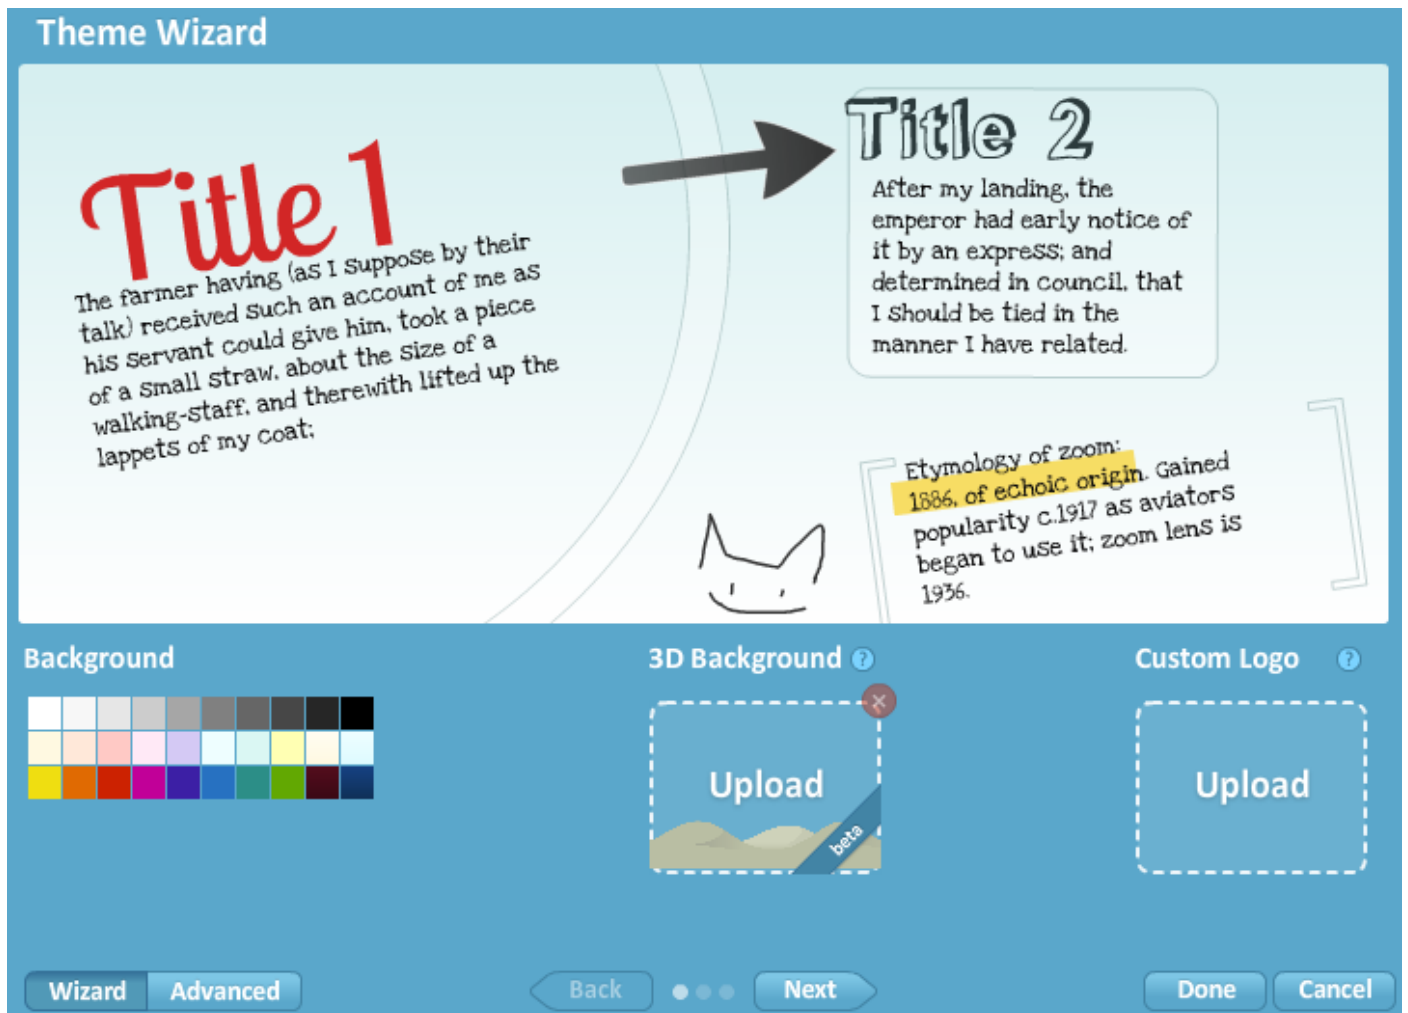 Theme Wizard
Title 1
The farmer having (as I suppose by their
talk) received such an account of me as
his servant could give him, took a piece
of a small straw, about the size of a
walking-staff, and therewith lifted up the
lappets of my coat;
Title 2
After my landing, the
emperor had early notice of
it by an express; and
determined in council, that
I should be tied in the
manner I have related.
Etymology of zoom:
1886, of echoic origin. Gained
popularity c.1917 as aviators
began to use it; zoom lens is
1936.
Background
3D Background ?
Custom Logo ?
Upload
beta
Upload
Wizard
Advanced
Back
Next
Done
Cancel